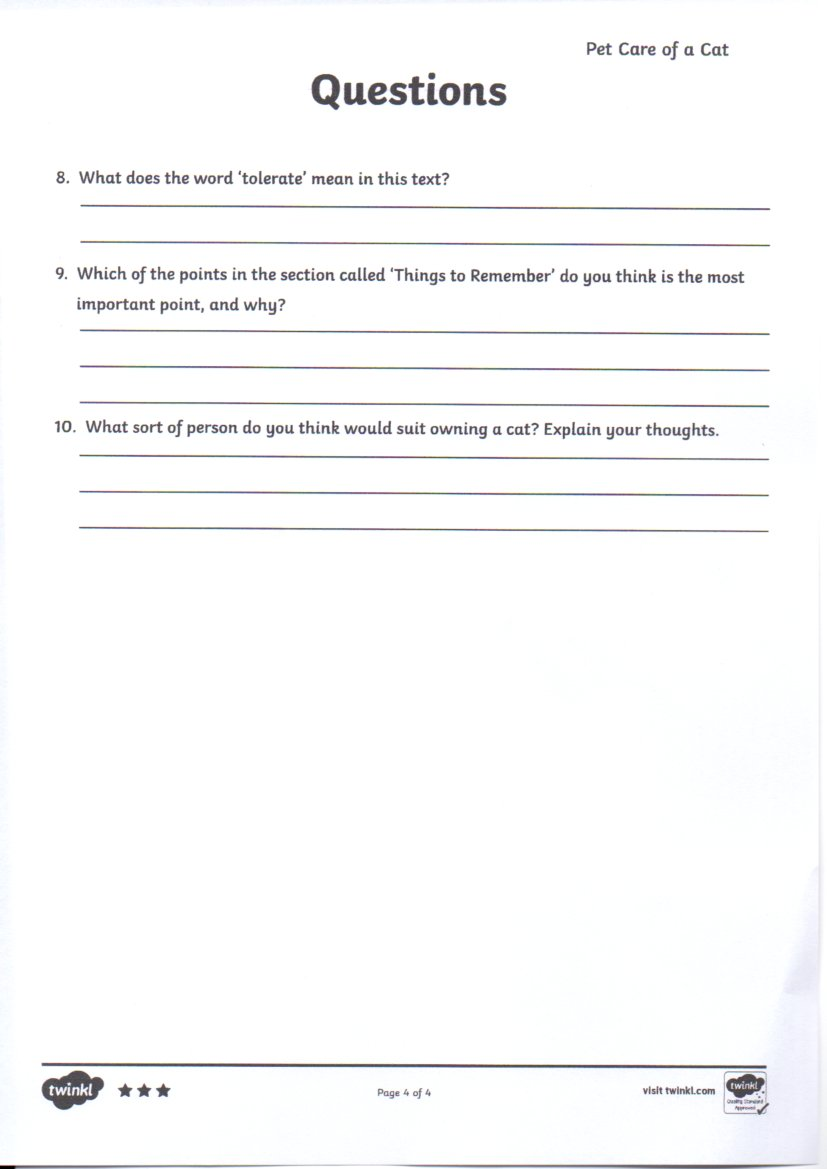 Pet Care of a Cat
Questions
8. What does the word ‘tolerate’ mean in this text?
9. Which of the points in the section called ‘Things to Remember’ do you think is the most
important point, and why?
10. What sort of person do you think would suit owning a cat? Explain your thoughts.
twinkl
Page 4 of 4
visit twinkl.com
twinkl
Quality Standard
Approved